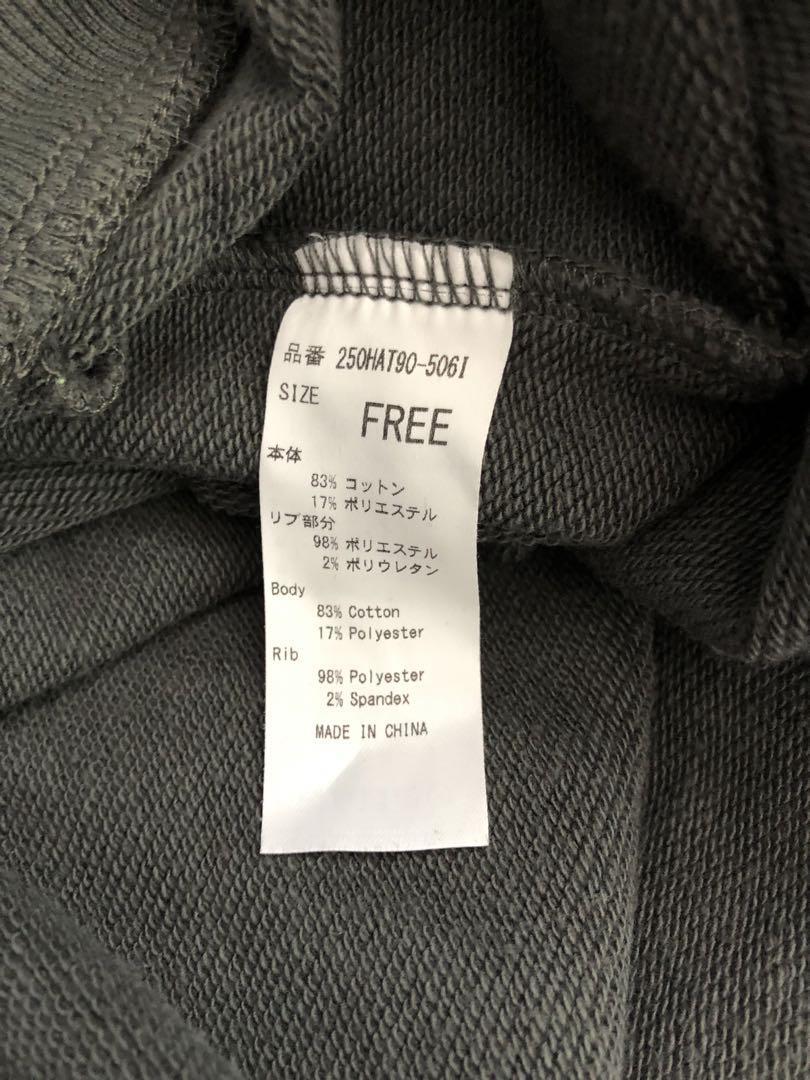 品番 250HAT90-506I
SIZE FREE
本体
83% コットン
17% ポリエステル
リブ部分
98% ポリエステル
2% ポリウレタン
Body
83% Cotton
17% Polyester
Rib
98% Polyester
2% Spandex
MADE IN CHINA